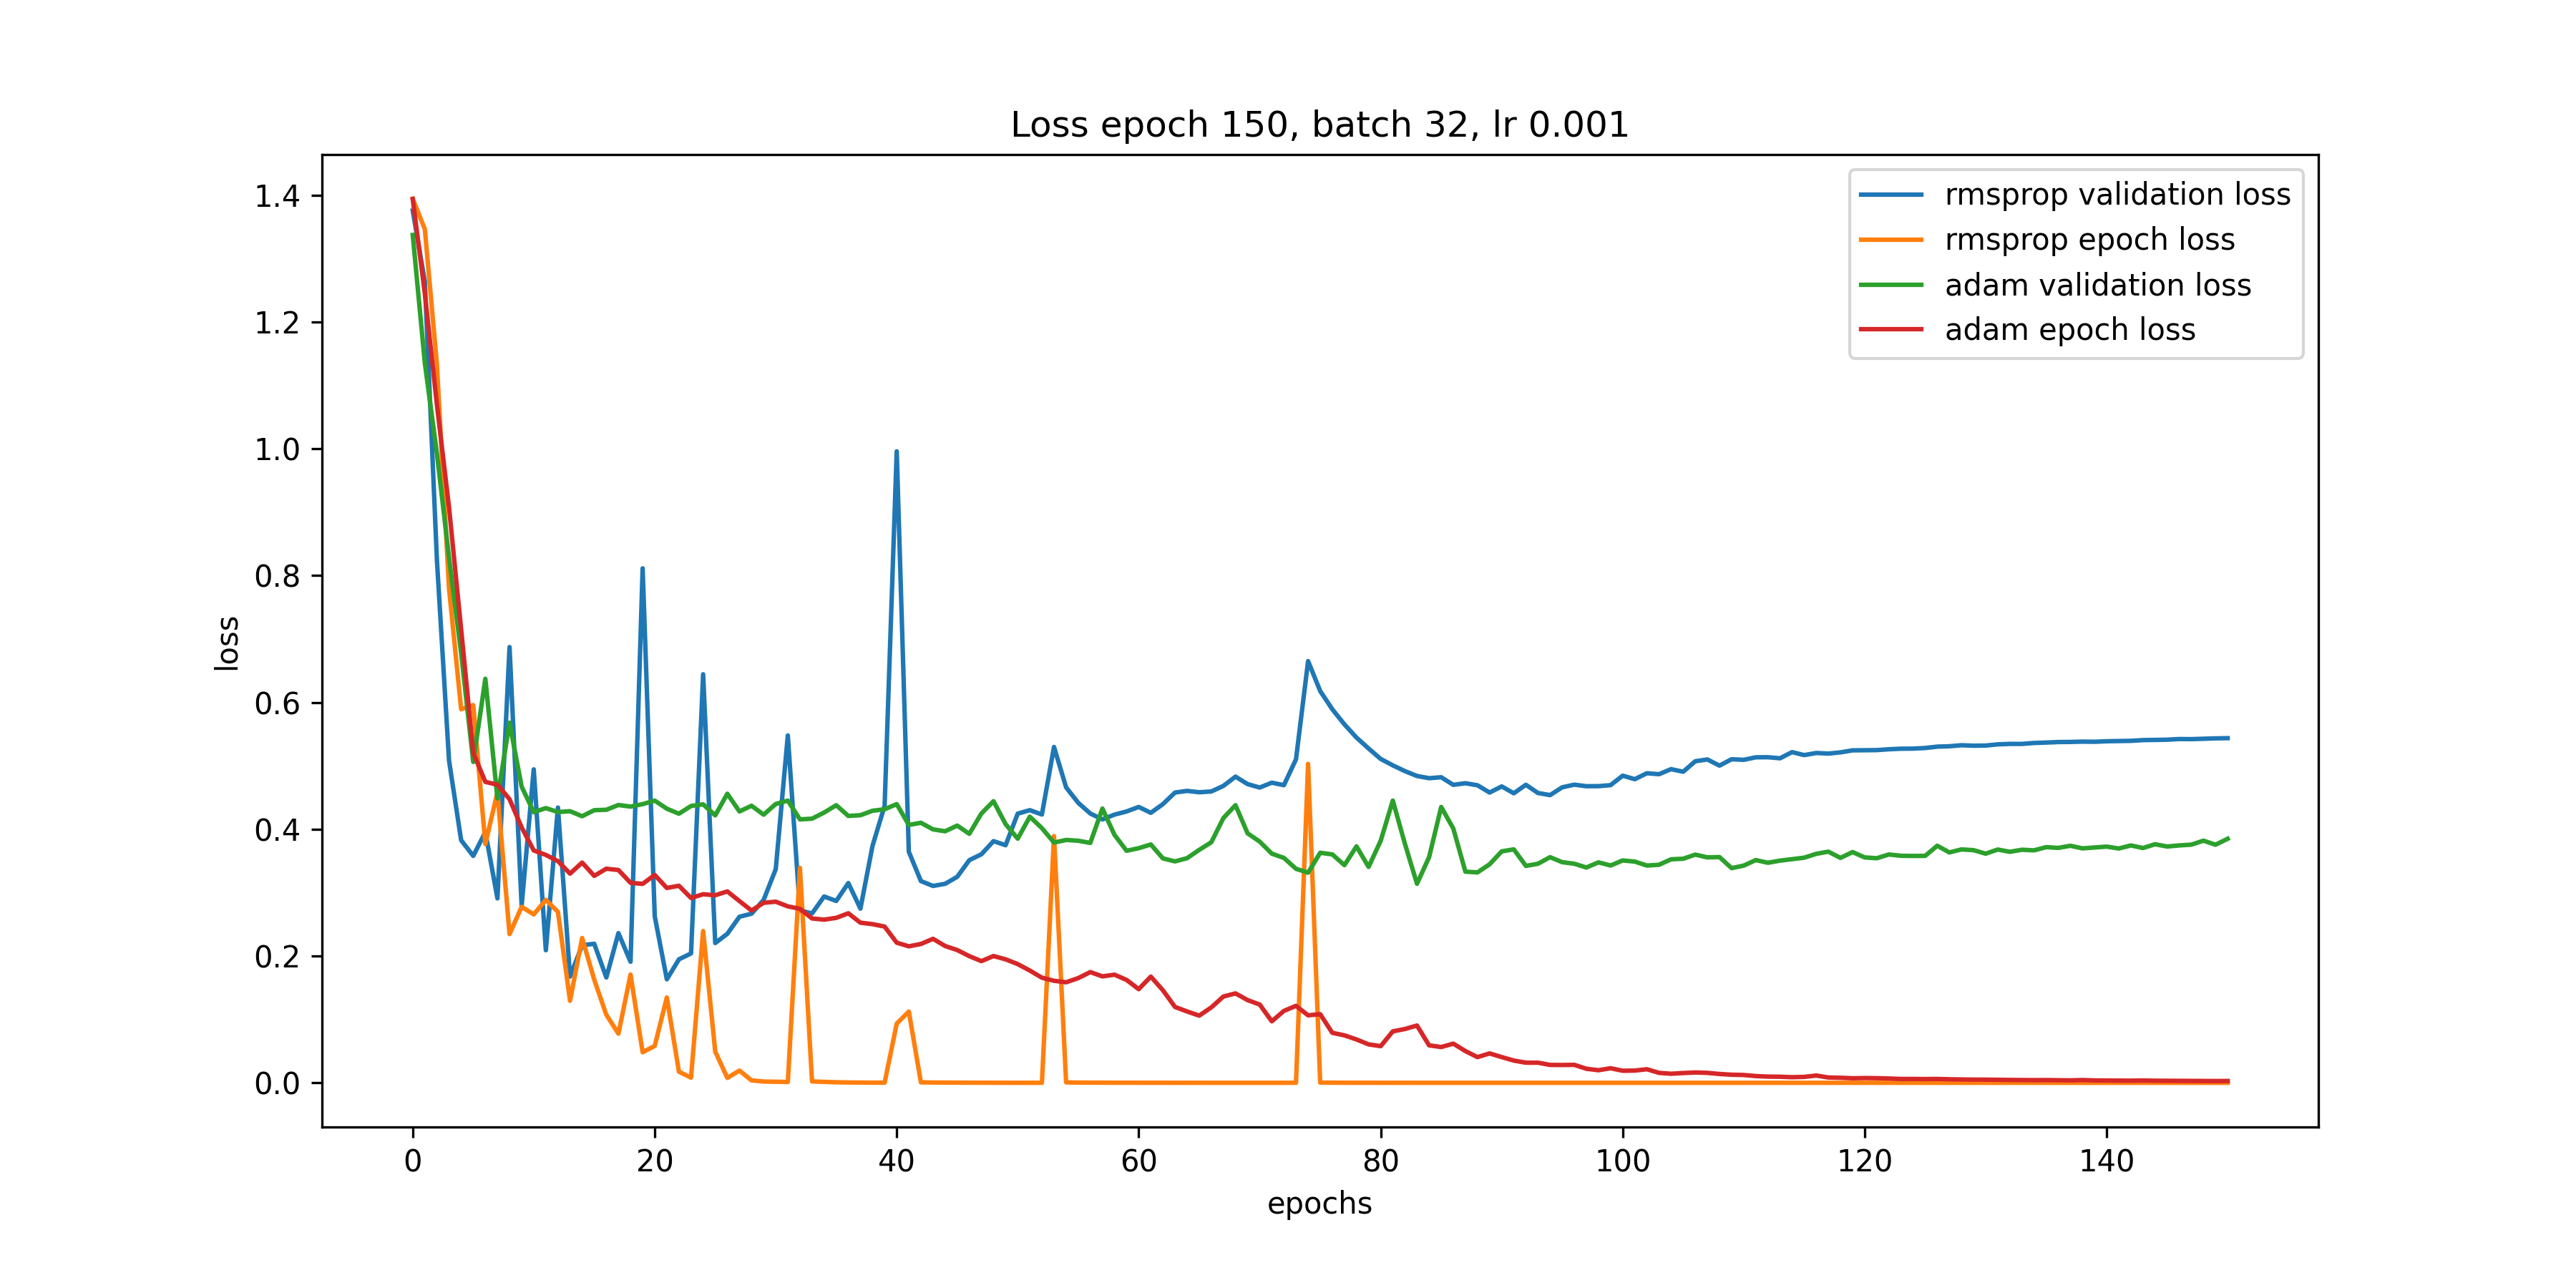 Loss epoch 150, batch 32, lr 0.001
rmsprop validation loss
rmsprop epoch loss
adam validation loss
adam epoch loss
1.4
1.2
1.0
0.8
0.6
0.4
0.2
0.0
loss
0 20 40 60 80 100 120 140
epochs